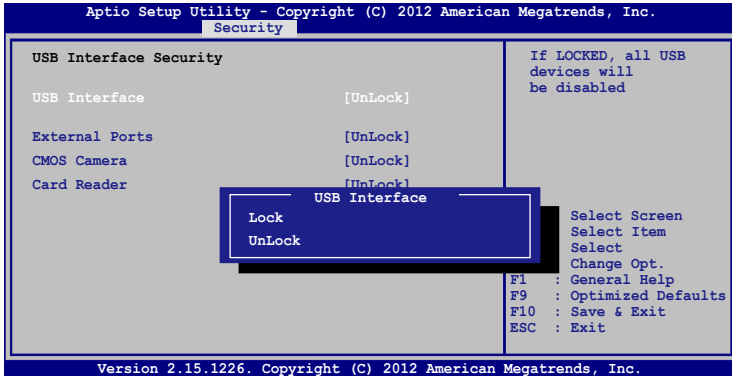 Aptio Setup Utility - Copyright (C) 2012 American Megatrends, Inc.
Security
USB Interface Security
USB Interface [UnLock]
External Ports [UnLock]
CMOS Camera [UnLock]
Card Reader [UnLock]
If LOCKED, all USB
devices will
be disabled
USB Interface
Lock
UnLock
Select Screen
Select Item
Select
Change Opt.
F1 : General Help
F9 : Optimized Defaults
F10 : Save & Exit
ESC : Exit
Version 2.15.1226. Copyright (C) 2012 American Megatrends, Inc.